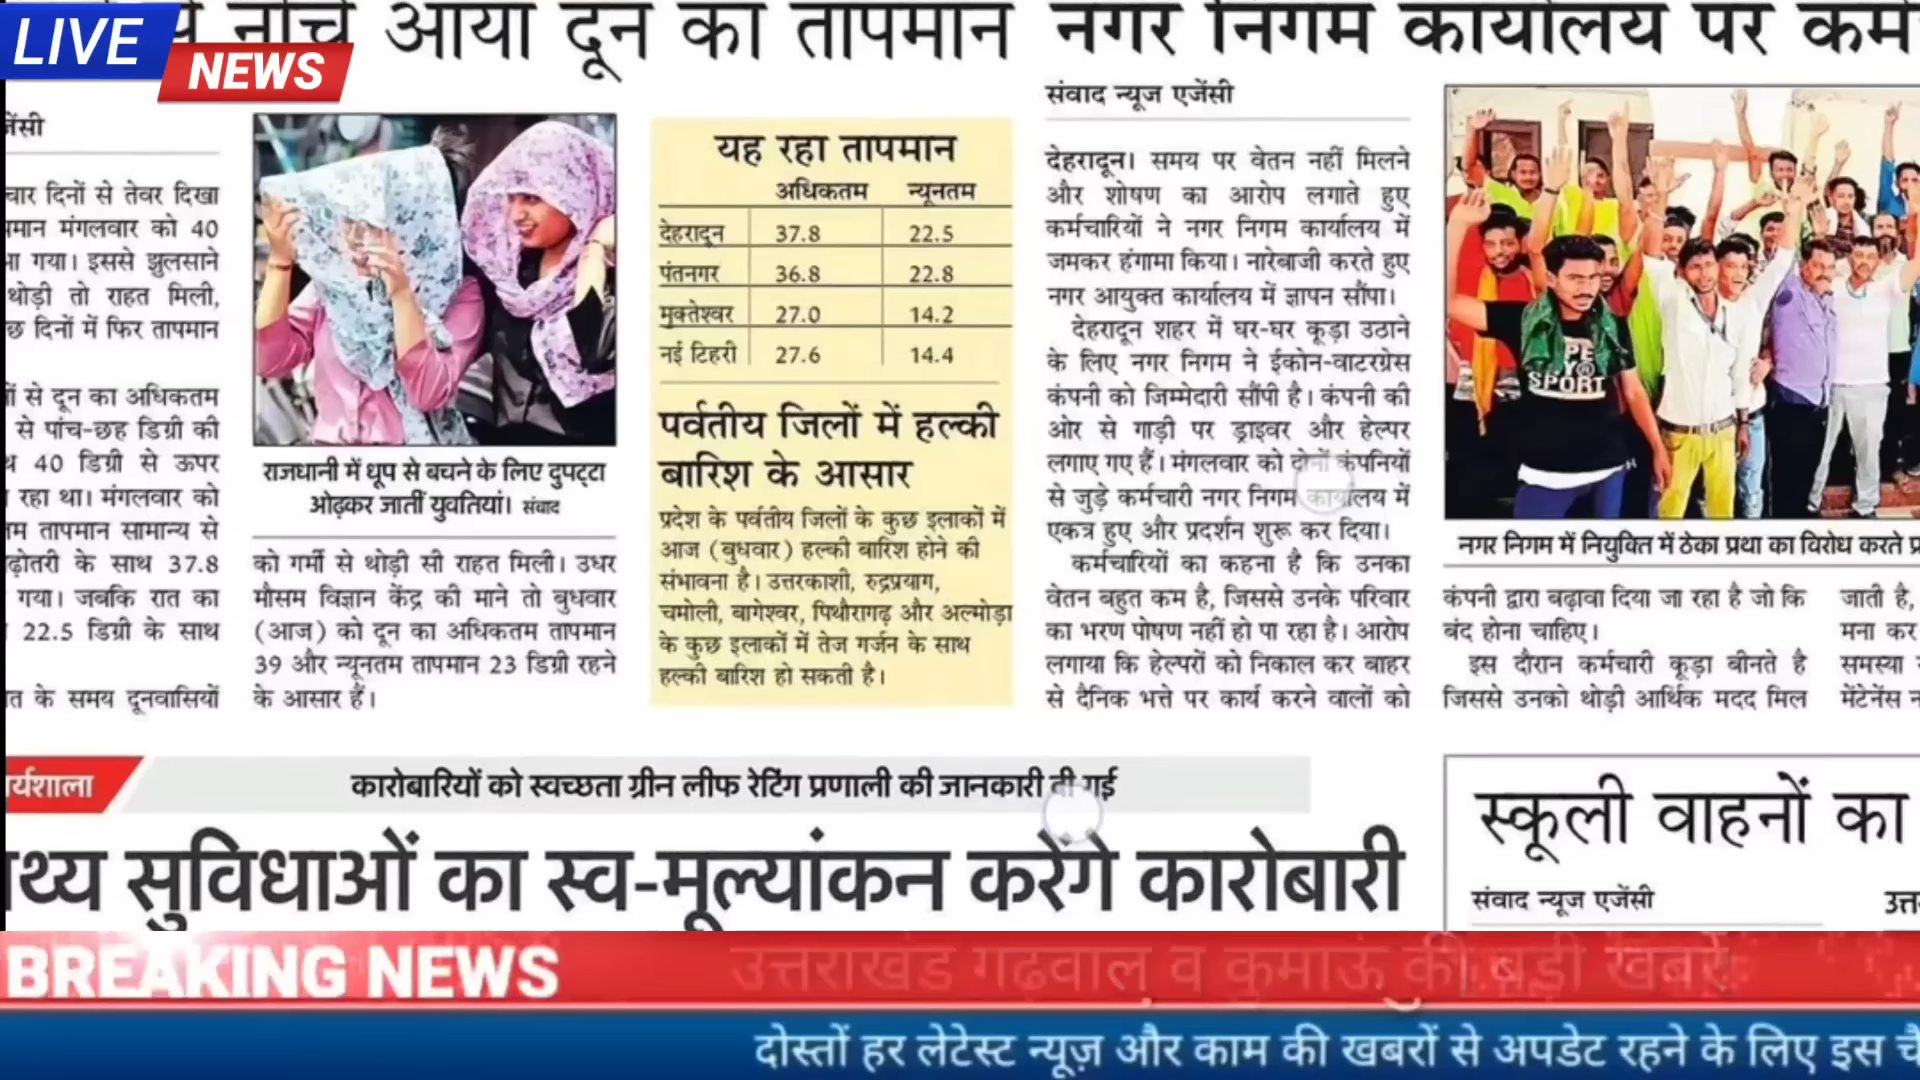 LIVE
NEWS
नीचे आया दून का तापमान
नगर निगम कार्यालय पर
चार दिनों से तेवर दिखा
मंगलवार को 40
गया। इससे झुलसाने
थोड़ी तो राहत मिली,
दिनों में फिर तापमान
से दून का अधिकतम
से पांच-छह डिग्री की
40 डिग्री से ऊपर
रहा था। मंगलवार को
तापमान सामान्य से
के साथ 37.8
गया। जबकि रात का
22.5 डिग्री के साथ
के समय दूनवासियों
राजधानी में धूप से बचने के लिए दुपट्टा
ओढ़कर जातीं युवतियां। संवाद
को गर्मी से थोड़ी सी राहत मिली। उधर
मौसम विज्ञान केंद्र की माने तो बुधवार
(आज) को दून का अधिकतम तापमान
39 और न्यूनतम तापमान 23 डिग्री रहने
के आसार हैं।
यह रहा तापमान
अधिकतम न्यूनतम
देहरादून 37.8 22.5
पंतनगर 36.8 22.8
मुक्तेश्वर 27.0 14.2
नई टिहरी 27.6 14.4
पर्वतीय जिलों में हल्की
बारिश के आसार
प्रदेश के पर्वतीय जिलों के कुछ इलाकों में
आज (बुधवार) हल्की बारिश होने की
संभावना है। उत्तरकाशी, रुद्रप्रयाग,
चमोली, बागेश्वर, पिथौरागढ़ और अल्मोड़ा
के कुछ इलाकों में तेज गर्जन के साथ
हल्की बारिश हो सकती है।
संवाद न्यूज एजेंसी
देहरादून। समय पर वेतन नहीं मिलने
और शोषण का आरोप लगाते हुए
कर्मचारियों ने नगर निगम कार्यालय में
जमकर हंगामा किया। नारेबाजी करते हुए
नगर आयुक्त कार्यालय में ज्ञापन सौंपा।
देहरादून शहर में घर-घर कूड़ा उठाने
के लिए नगर निगम ने ईकोन-वाटरग्रेस
कंपनी को जिम्मेदारी सौंपी है। कंपनी की
ओर से गाड़ी पर ड्राइवर और हेल्पर
लगाए गए हैं। मंगलवार को दोनों कंपनियों
से जुड़े कर्मचारी नगर निगम कार्यालय में
एकत्र हुए और प्रदर्शन शुरू कर दिया।
कर्मचारियों का कहना है कि उनका
वेतन बहुत कम है, जिससे उनके परिवार
का भरण पोषण नहीं हो पा रहा है। आरोप
लगाया कि हेल्परों को निकाल कर बाहर
से दैनिक भत्ते पर कार्य करने वालों को
SPORT
नगर निगम में नियुक्ति में ठेका प्रथा का विरोध करते
कंपनी द्वारा बढ़ावा दिया जा रहा है जो कि
बंद होना चाहिए।
इस दौरान कर्मचारी कूड़ा बीनते है
जिससे उनको थोड़ी आर्थिक मदद मिल
जाती है,
मना कर
समस्या
मेंटेनेंस
कारोबारियों को स्वच्छता ग्रीन लीफ रेटिंग प्रणाली की जानकारी दी गई
सुविधाओं का स्व-मूल्यांकन करेंगे कारोबारी
स्कूली वाहनों का
संवाद न्यूज एजेंसी
BREAKING NEWS
उत्तराखंड गढ़वाल व कुमाऊं की बड़ी खबरें
दोस्तों हर लेटेस्ट न्यूज़ और काम की खबरों से अपडेट रहने के लिए इस